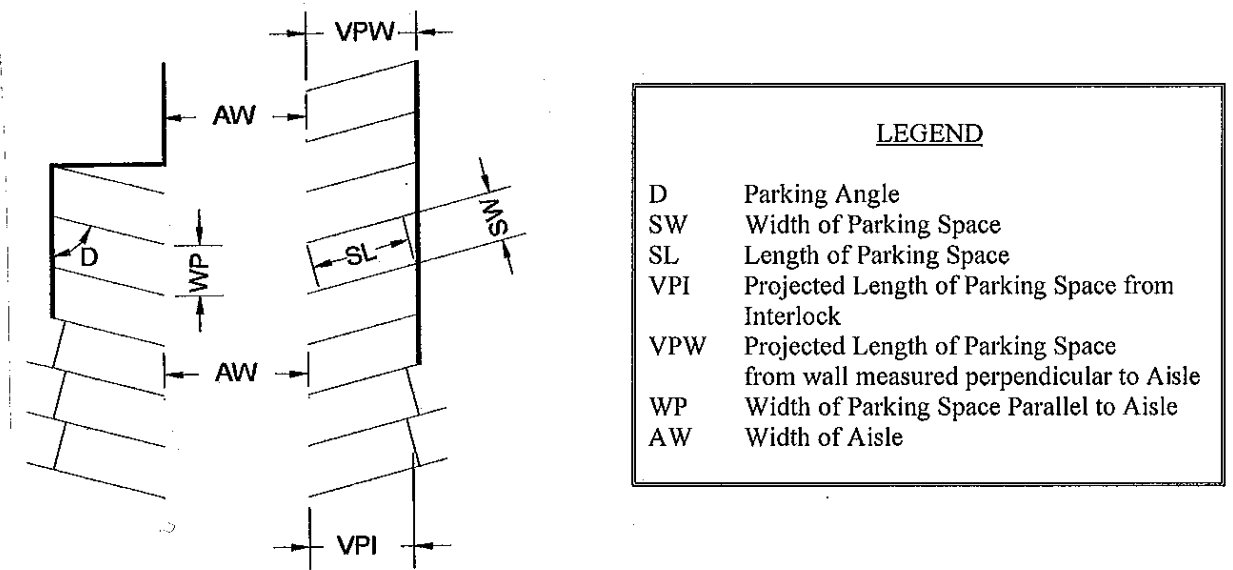 VPW
AW
D
WP
SL
SW
AW
VPI
LEGEND
D Parking Angle
SW Width of Parking Space
SL Length of Parking Space
VPI Projected Length of Parking Space from
Interlock
VPW Projected Length of Parking Space
from wall measured perpendicular to Aisle
WP Width of Parking Space Parallel to Aisle
AW Width of Aisle